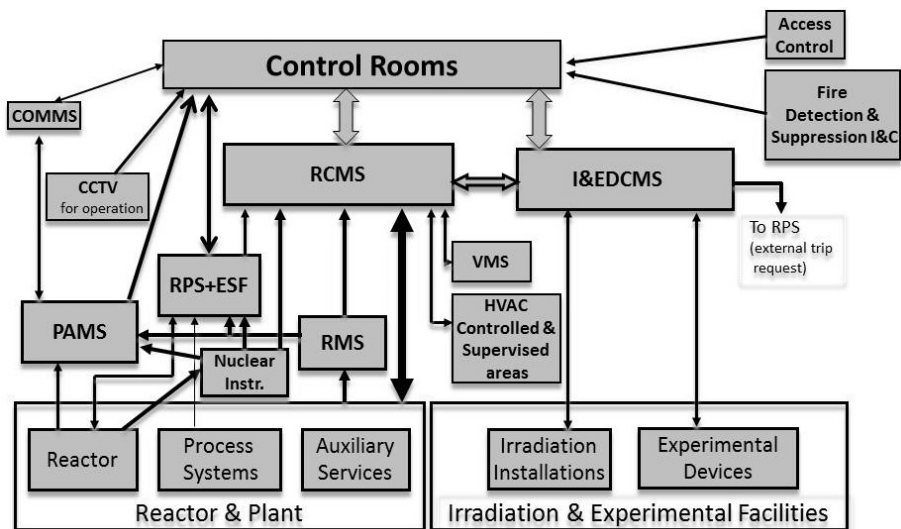 Access
Control
Control Rooms
Fire
Detection &
Suppression I&C
COMMS
CCTV
for operation
RCMS
I&EDCMS
To RPS
(external trip
request)
VMS
RPS+ESF
HVAC
Controlled &
Supervised
areas
PAMS
RMS
Nuclear
Instr.
Reactor
Process
Systems
Auxiliary
Services
Irradiation
Installations
Experimental
Devices
Reactor & Plant
Irradiation & Experimental Facilities